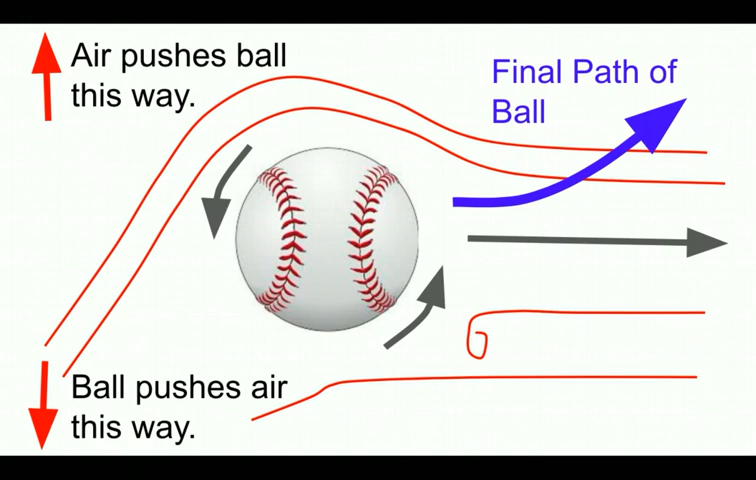 Air pushes ball
this way.
Final Path of
Ball
Ball pushes air
this way.